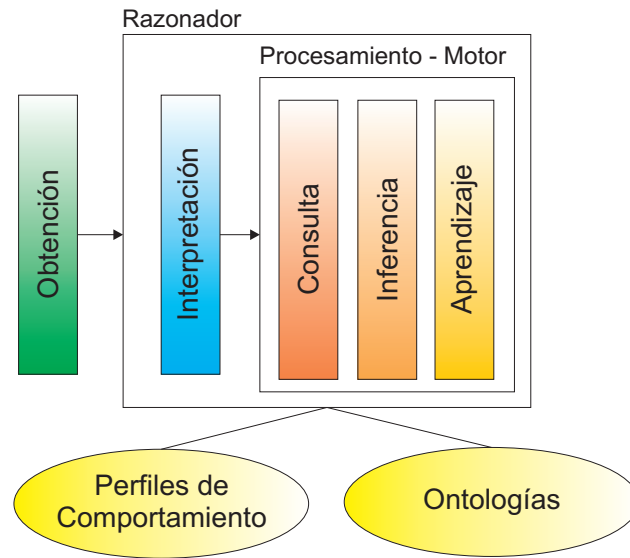 Razonador
Procesamiento - Motor
Obtención
Interpretación
Consulta
Inferencia
Aprendizaje
Perfiles de
Comportamiento
Ontologías